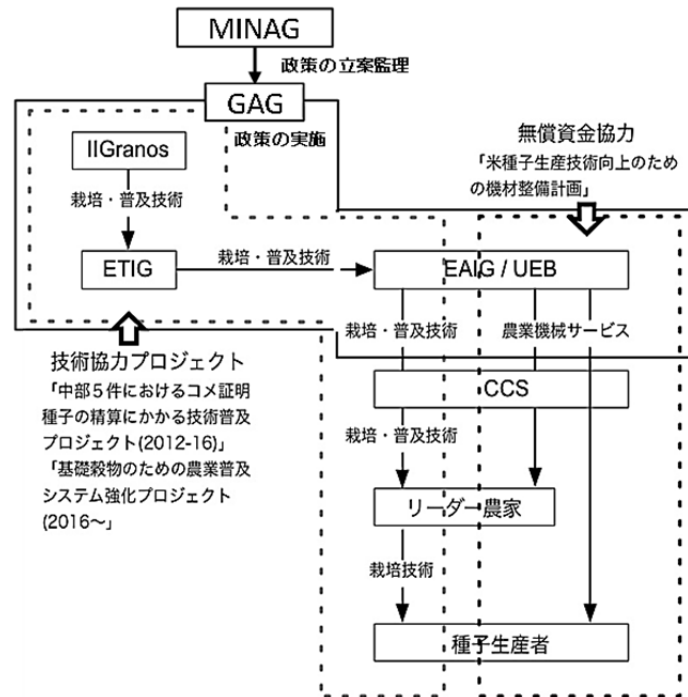 MINAG
政策の立案監理
GAG
政策の実施
IIGranos
栽培・普及技術
ETIG
栽培・普及技術
無償資金協力
「米種子生産技術向上のため
の機材整備計画」
EAIG / UEB
栽培・普及技術
農業機械サービス
CCS
栽培・普及技術
リーダー農家
栽培技術
種子生産者
技術協力プロジェクト
「中部5件におけるコメ証明
種子の精算にかかる技術普及
プロジェクト(2012-16)」
「基礎穀物のための農業普及
システム強化プロジェクト
(2016~」